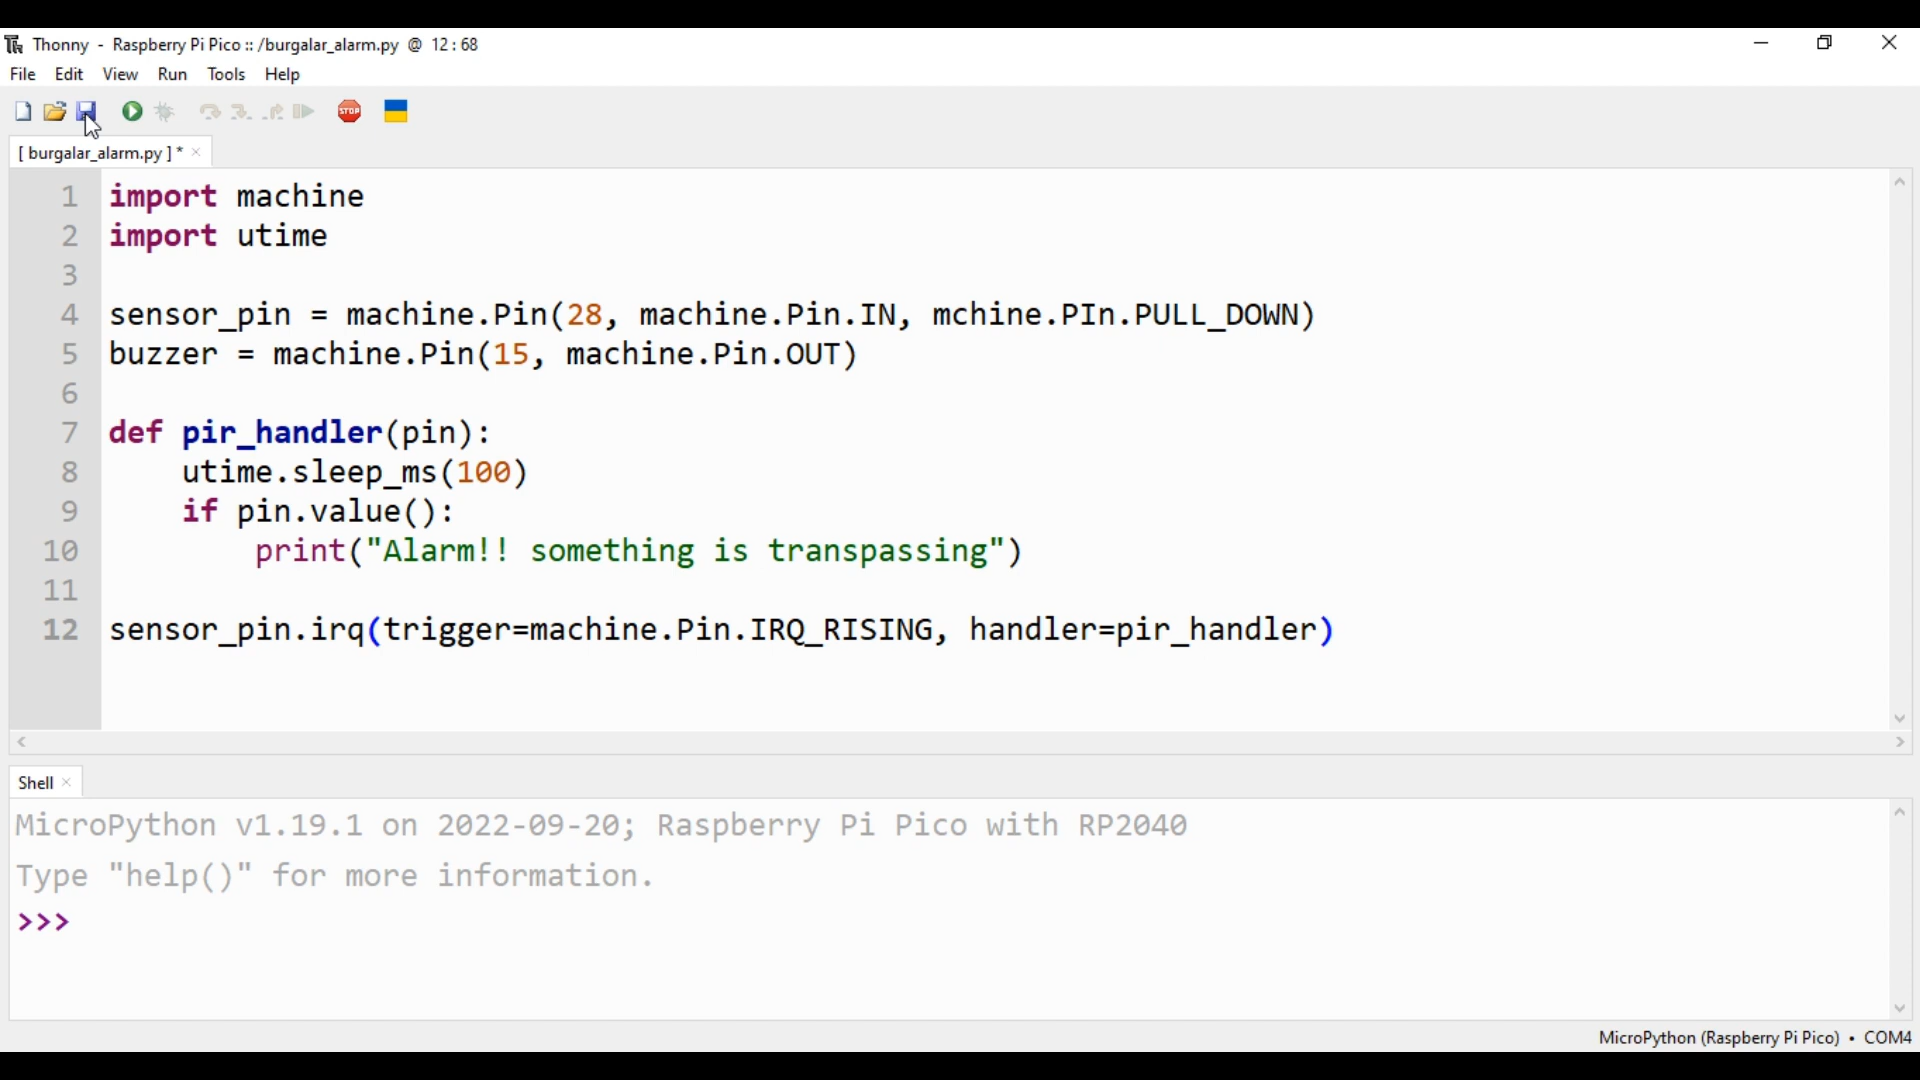 Thonny - Raspberry Pi Pico :: /burgalar_alarm.py @ 12 : 68
File Edit View Run Tools Help
STOP
[ burgalar_alarm.py ] * ×
1 import machine
2 import utime
3
4 sensor_pin = machine.Pin(28, machine.Pin.IN, mchine.PIn.PULL_DOWN)
5 buzzer = machine.Pin(15, machine.Pin.OUT)
6
7 def pir_handler(pin):
8     utime.sleep_ms(100)
9     if pin.value():
10         print("Alarm!! something is transpassing")
11
12 sensor_pin.irq(trigger=machine.Pin.IRQ_RISING, handler=pir_handler)
Shell ×
MicroPython v1.19.1 on 2022-09-20; Raspberry Pi Pico with RP2040
Type "help()" for more information.
>>>
MicroPython (Raspberry Pi Pico) • COM4